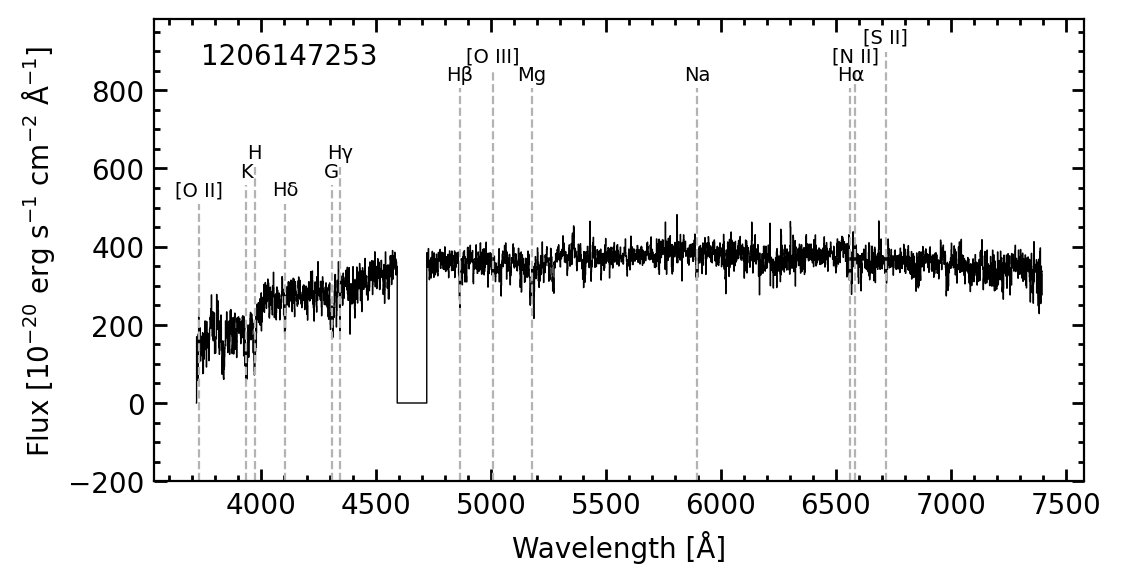 [S II]
1206147253
[O III]
[N II]
Hβ
Mg
Na
Hα
H
Hγ
K
G
[O II]
Hδ
800
600
400
200
0
−200
Flux [10⁻²⁰ erg s⁻¹ cm⁻² Å⁻¹]
4000 4500 5000 5500 6000 6500 7000 7500
Wavelength [Å]